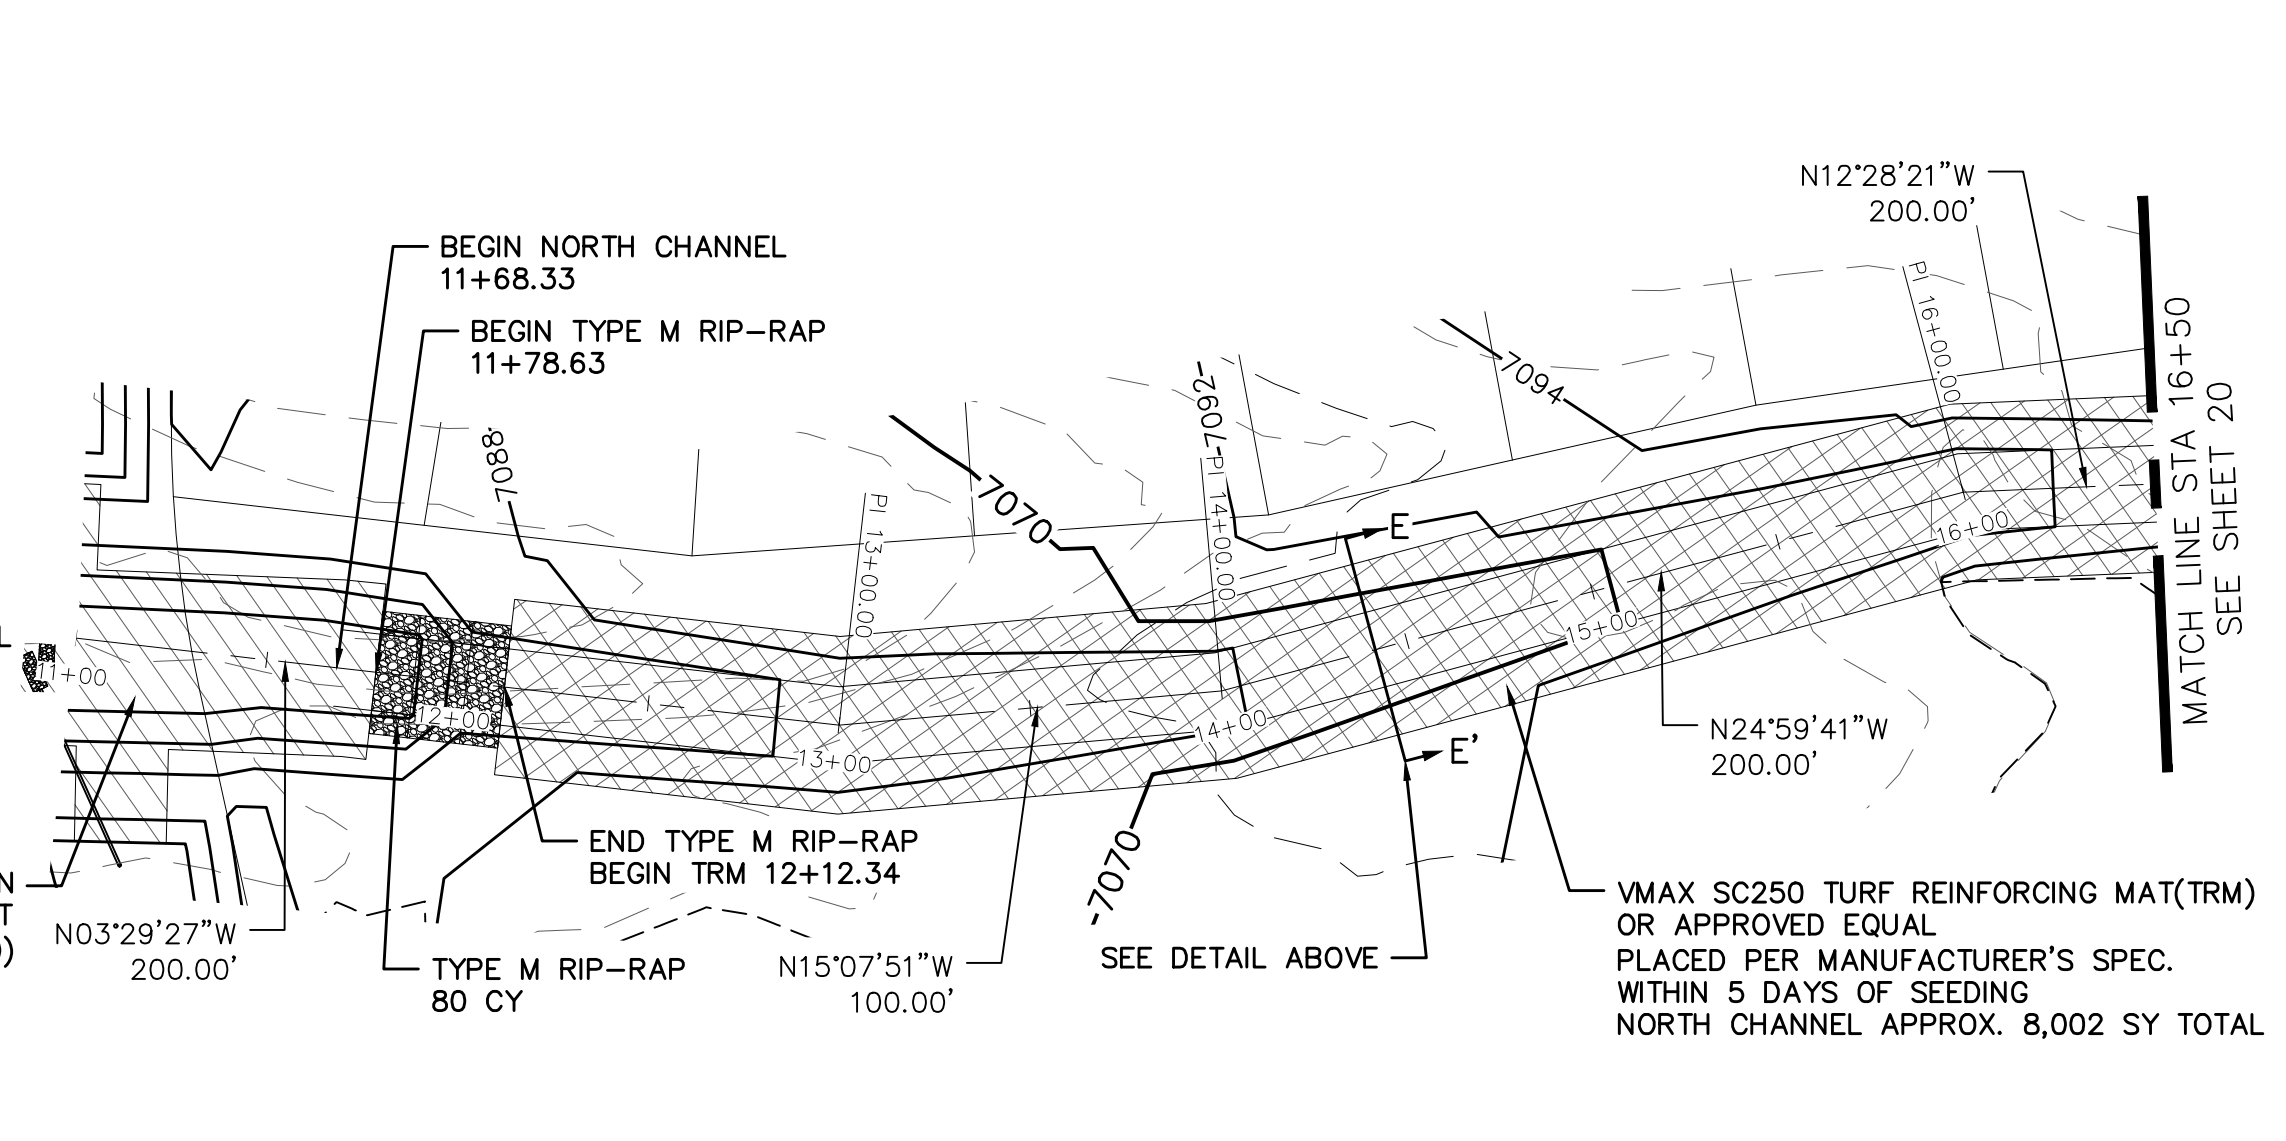 N12°28'21"W
200.00'
BEGIN NORTH CHANNEL
11+68.33
BEGIN TYPE M RIP-RAP
11+78.63
PI 16+00.00
MATCH LINE STA 16+50
SEE SHEET 20
7094
7092
7088
7070
PI 14+00.00
PI 13+00.00
E
16+00
15+00
L
11+00
12+00
14+00
13+00
E'
N24°59'41"W
200.00'
7070
END TYPE M RIP-RAP
BEGIN TRM 12+12.34
N
T
)
N03°29'27"W
200.00'
TYPE M RIP-RAP
80 CY
N15°07'51"W
100.00'
SEE DETAIL ABOVE
VMAX SC250 TURF REINFORCING MAT(TRM)
OR APPROVED EQUAL
PLACED PER MANUFACTURER'S SPEC.
WITHIN 5 DAYS OF SEEDING
NORTH CHANNEL APPROX. 8,002 SY TOTAL